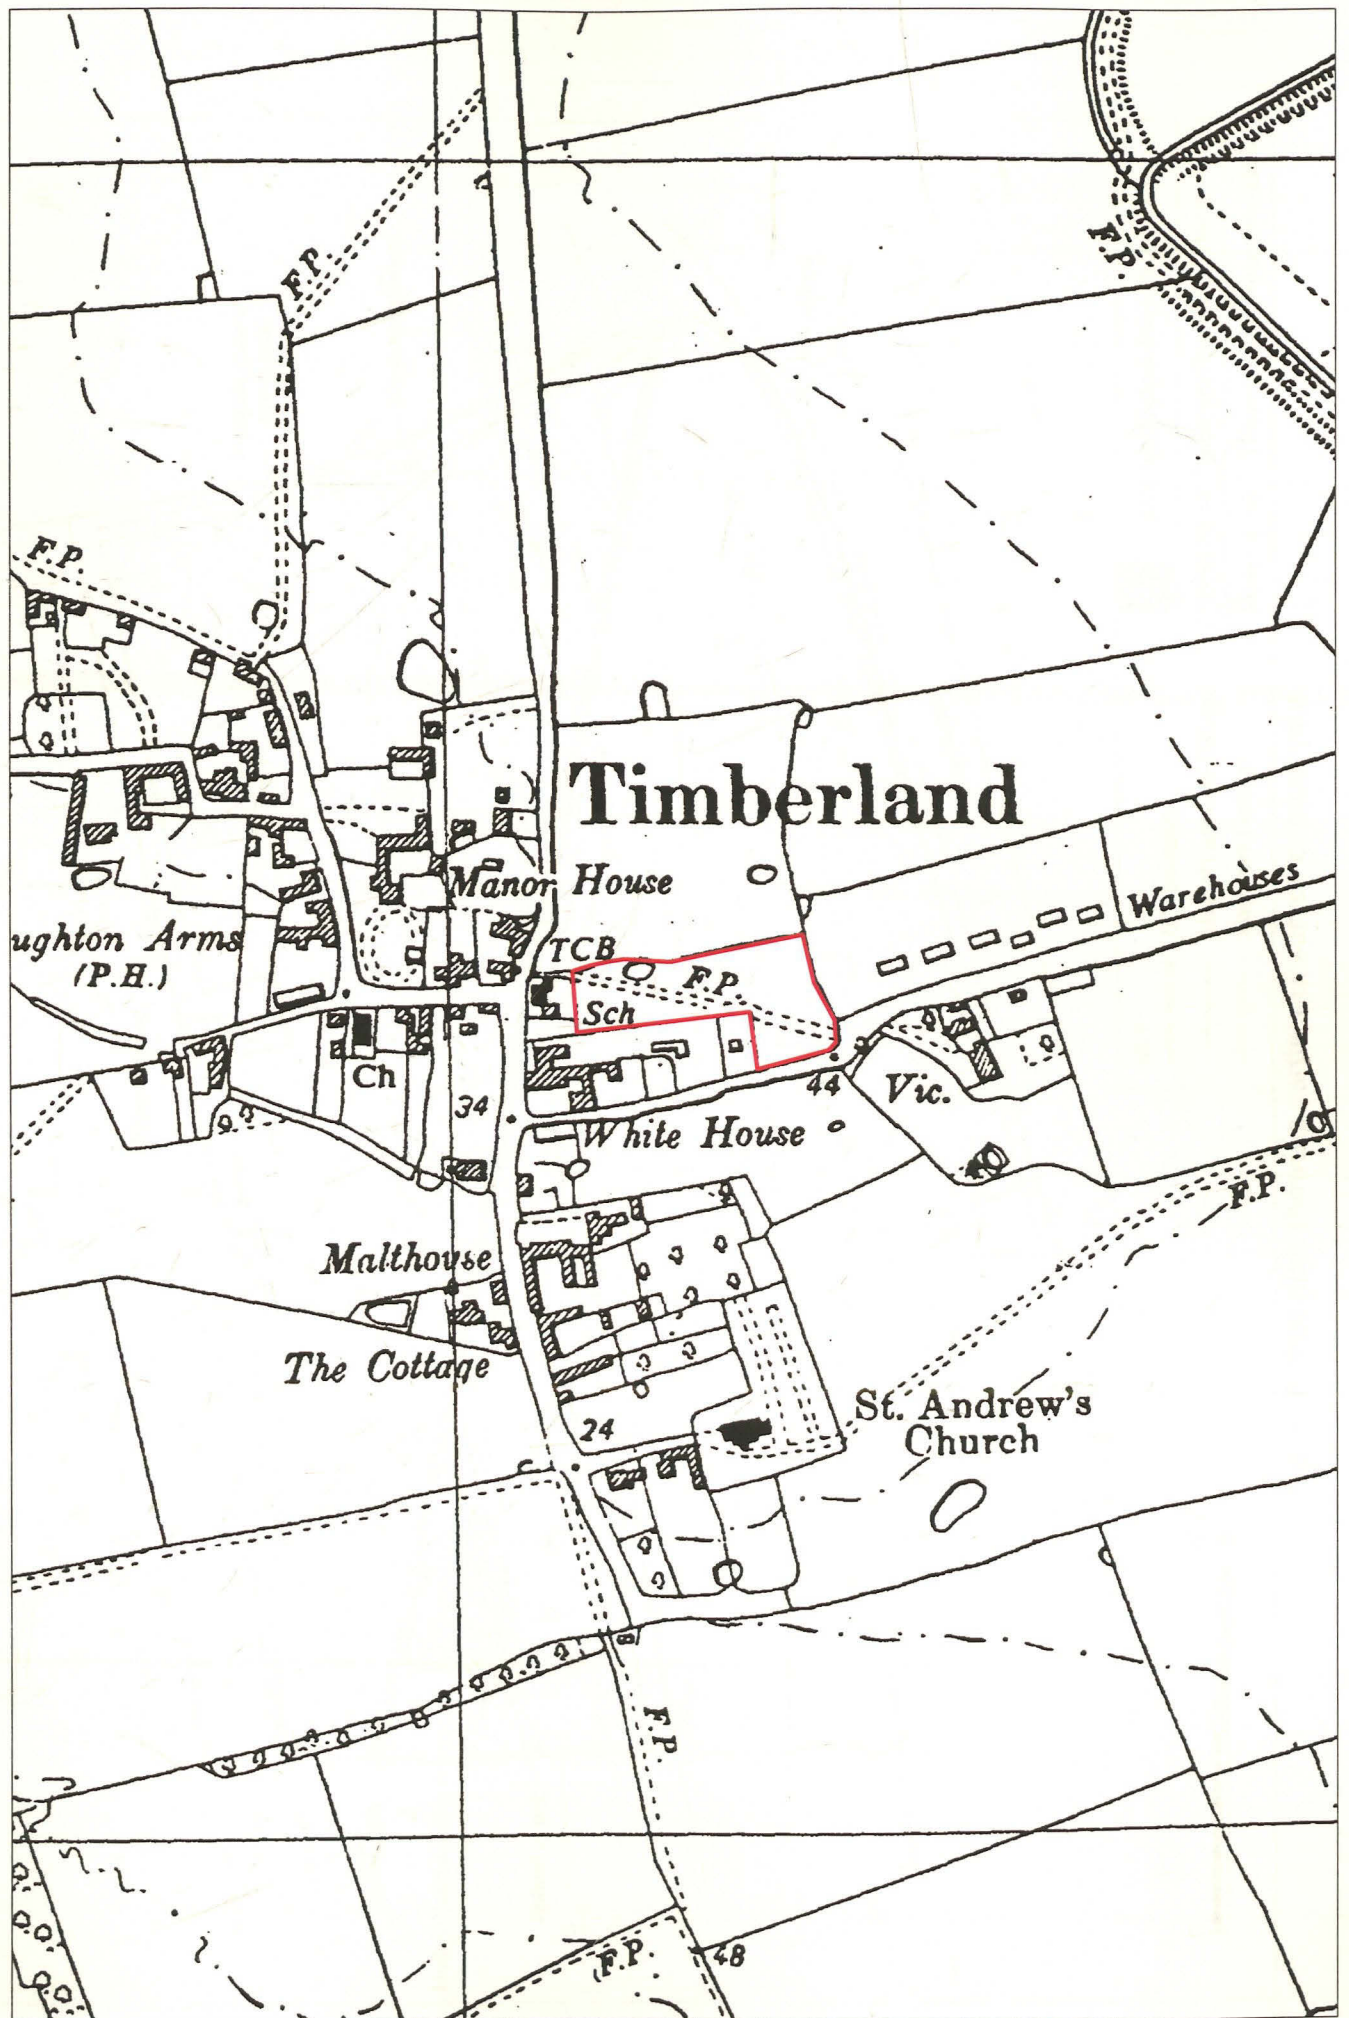 F.P.
F.P.
F.P.
Timberland
Manor House
Warehouses
ughton Arms
(P.H.)
TCB
F.P.
Sch
Ch
34
44
Vic.
White House
F.P.
Malthouse
The Cottage
St. Andrew's
Church
24
F.P.
F.P.
48